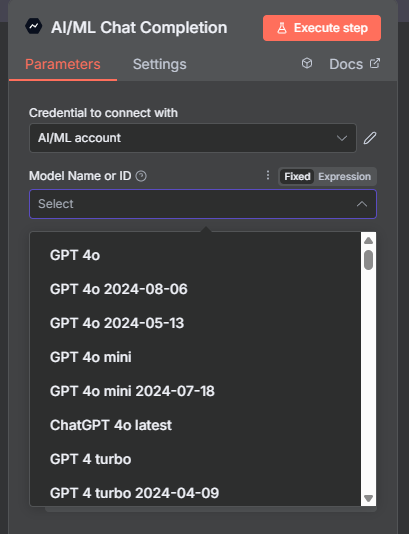 AI/ML Chat Completion
Execute step
Parameters
Settings
Docs
Credential to connect with
AI/ML account
Model Name or ID
Fixed
Expression
Select
GPT 4o
GPT 4o 2024-08-06
GPT 4o 2024-05-13
GPT 4o mini
GPT 4o mini 2024-07-18
ChatGPT 4o latest
GPT 4 turbo
GPT 4 turbo 2024-04-09